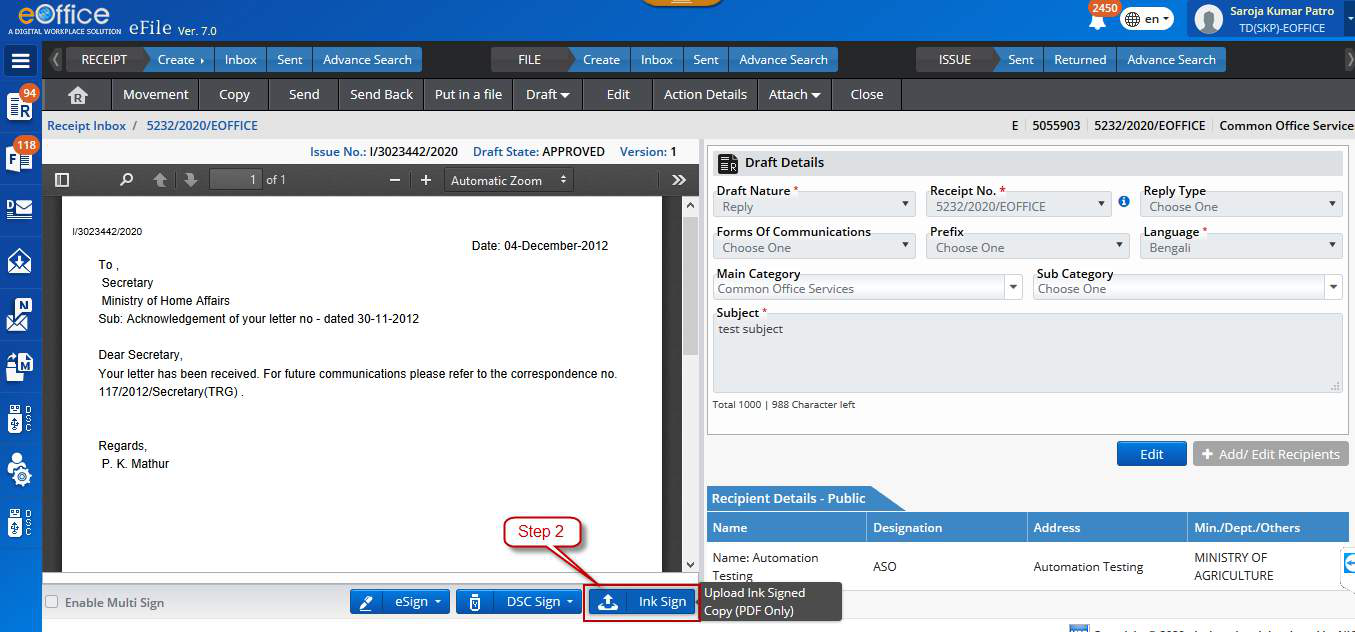 eOffice
A DIGITAL WORKPLACE SOLUTION
eFile Ver. 7.0
2450
en
Saroja Kumar Patro
TD(SKP)-EOFFICE
RECEIPT Create Inbox Sent Advance Search
FILE Create Inbox Sent Advance Search
ISSUE Sent Returned Advance Search
94
R
118
F
D
N
M
DSC
DSC
R Movement Copy Send Send Back Put in a file Draft Edit Action Details Attach Close
Receipt Inbox / 5232/2020/EOFFICE
E 5055903 5232/2020/EOFFICE Common Office Service
Issue No.: I/3023442/2020 Draft State: APPROVED Version: 1
1 of 1
Automatic Zoom
I/3023442/2020
Date: 04-December-2012
To ,
Secretary
Ministry of Home Affairs
Sub: Acknowledgement of your letter no - dated 30-11-2012
Dear Secretary,
Your letter has been received. For future communications please refer to the correspondence no.
117/2012/Secretary(TRG) .
Regards,
P. K. Mathur
Step 2
Enable Multi Sign
eSign
DSC Sign
Ink Sign
Upload Ink Signed
Copy (PDF Only)
R Draft Details
Draft Nature *
Reply
Receipt No. *
5232/2020/EOFFICE
Reply Type
Choose One
Forms Of Communications
Choose One
Prefix
Choose One
Language *
Bengali
Main Category
Common Office Services
Sub Category
Choose One
Subject *
test subject
Total 1000 | 988 Character left
Edit
+ Add/ Edit Recipients
Recipient Details - Public
Name Designation Address Min./Dept./Others
Name: Automation
Testing
ASO
Automation Testing
MINISTRY OF
AGRICULTURE